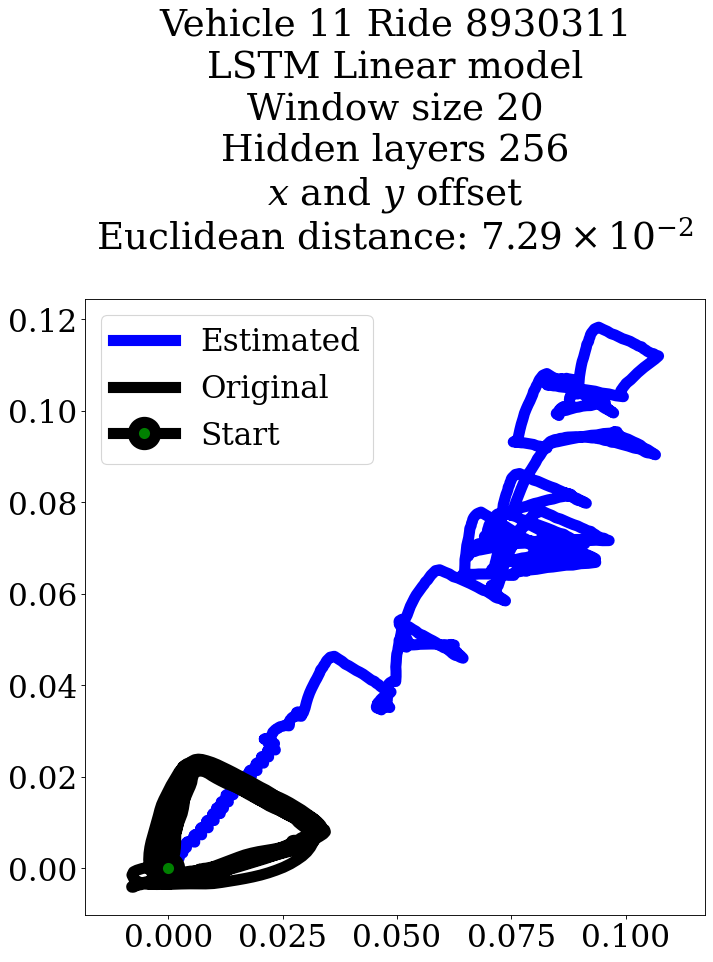 Vehicle 11 Ride 8930311
LSTM Linear model
Window size 20
Hidden layers 256
x and y offset
Euclidean distance: 7.29 × 10⁻²
Estimated
Original
Start
0.12
0.10
0.08
0.06
0.04
0.02
0.00
0.000 0.025 0.050 0.075 0.100